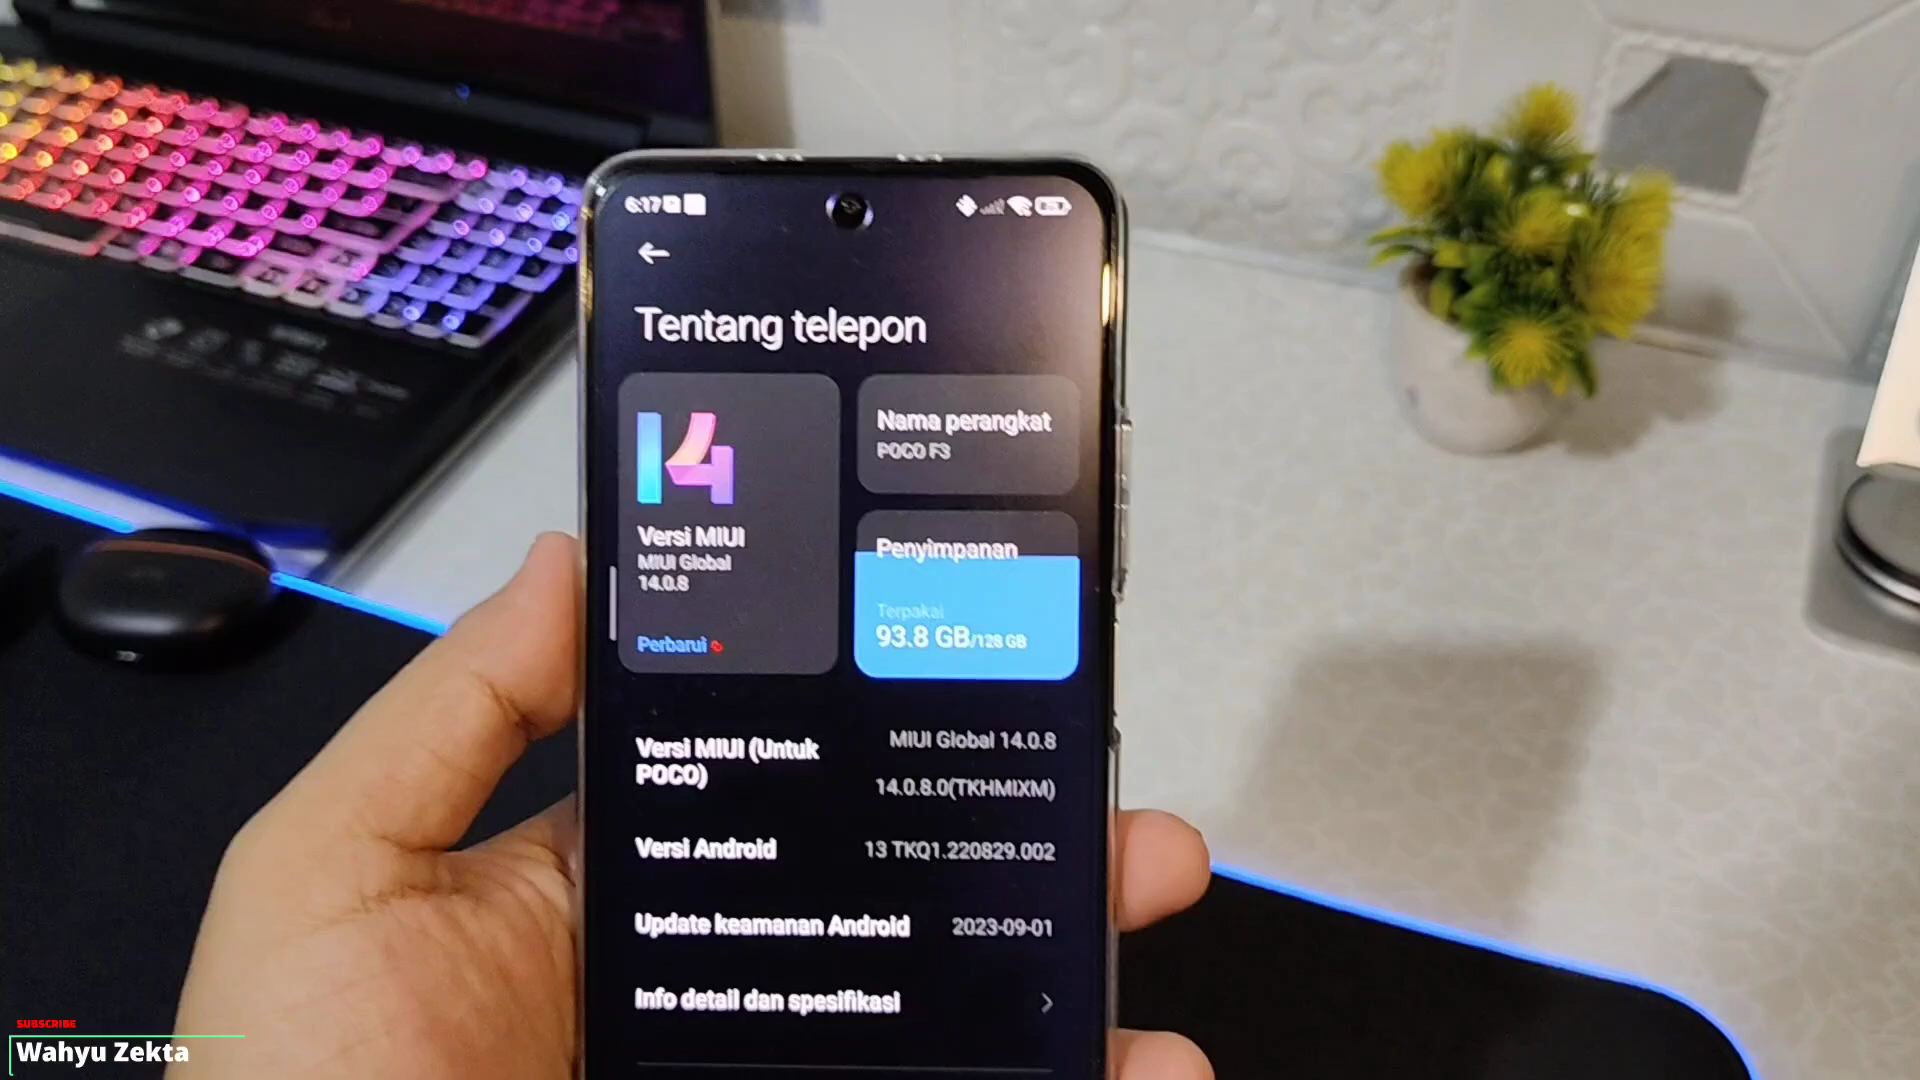 6:17
Tentang telepon
14
Versi MIUI
MIUI Global
14.0.8
Perbarui
Nama perangkat
POCO F3
Penyimpanan
Terpakai
93.8 GB/128 GB
Versi MIUI (Untuk
POCO)
MIUI Global 14.0.8
14.0.8.0(TKHMIXM)
Versi Android
13 TKQ1.220829.002
Update keamanan Android
2023-09-01
Info detail dan spesifikasi
SUBSCRIBE
Wahyu Zekta